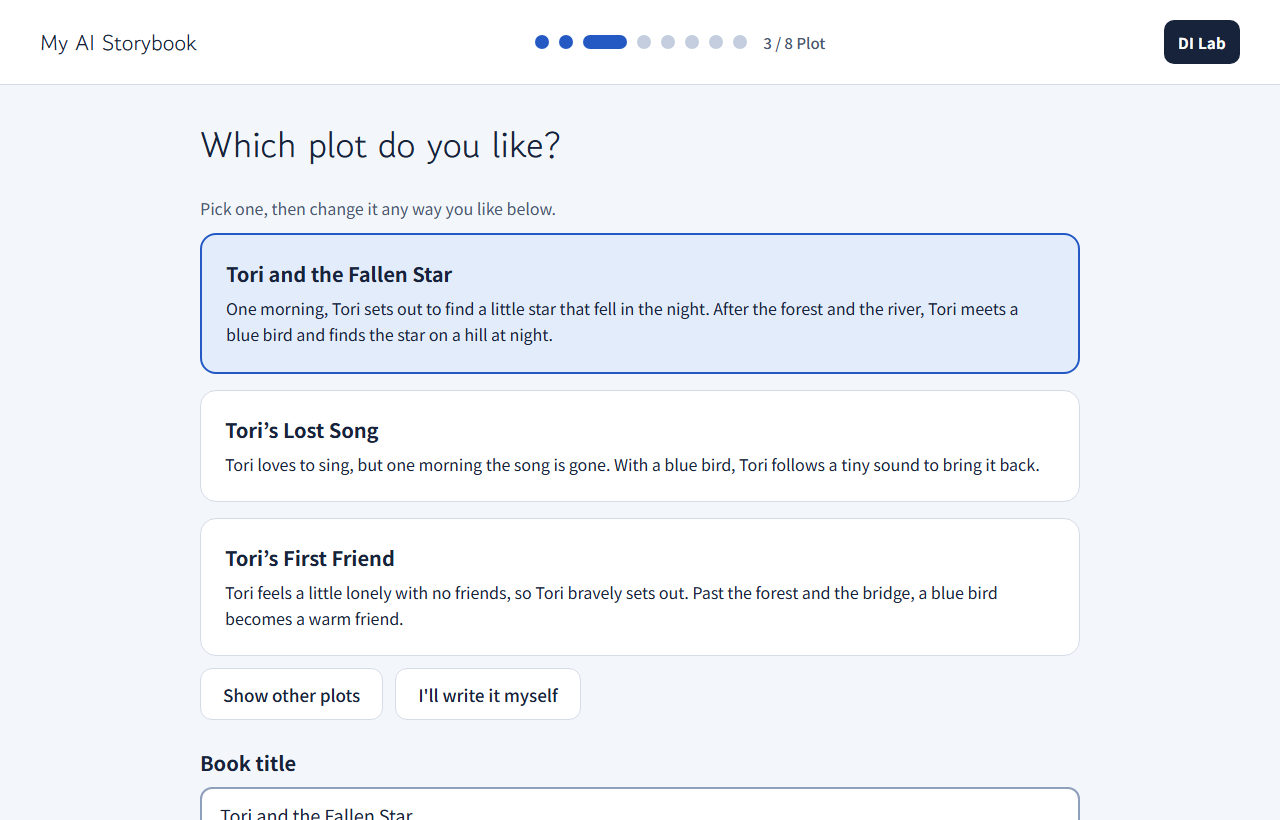 My AI Storybook
3 / 8 Plot
DI Lab
Which plot do you like?
Pick one, then change it any way you like below.
Tori and the Fallen Star
One morning, Tori sets out to find a little star that fell in the night. After the forest and the river, Tori meets a
blue bird and finds the star on a hill at night.
Tori’s Lost Song
Tori loves to sing, but one morning the song is gone. With a blue bird, Tori follows a tiny sound to bring it back.
Tori’s First Friend
Tori feels a little lonely with no friends, so Tori bravely sets out. Past the forest and the bridge, a blue bird
becomes a warm friend.
Show other plots
I'll write it myself
Book title
Tori and the Fallen Star